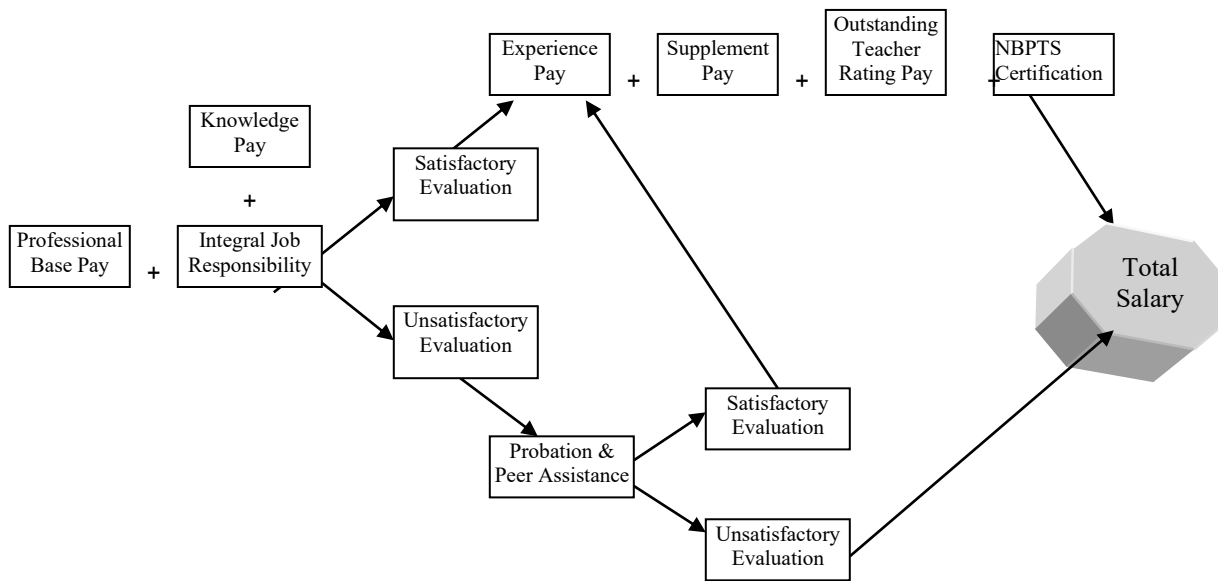 Experience
Pay
+
Supplement
Pay
+
Outstanding
Teacher
Rating Pay
+
NBPTS
Certification
Knowledge
Pay
+
Satisfactory
Evaluation
Professional
Base Pay
+
Integral Job
Responsibility
Total
Salary
Unsatisfactory
Evaluation
Satisfactory
Evaluation
Probation &
Peer Assistance
Unsatisfactory
Evaluation